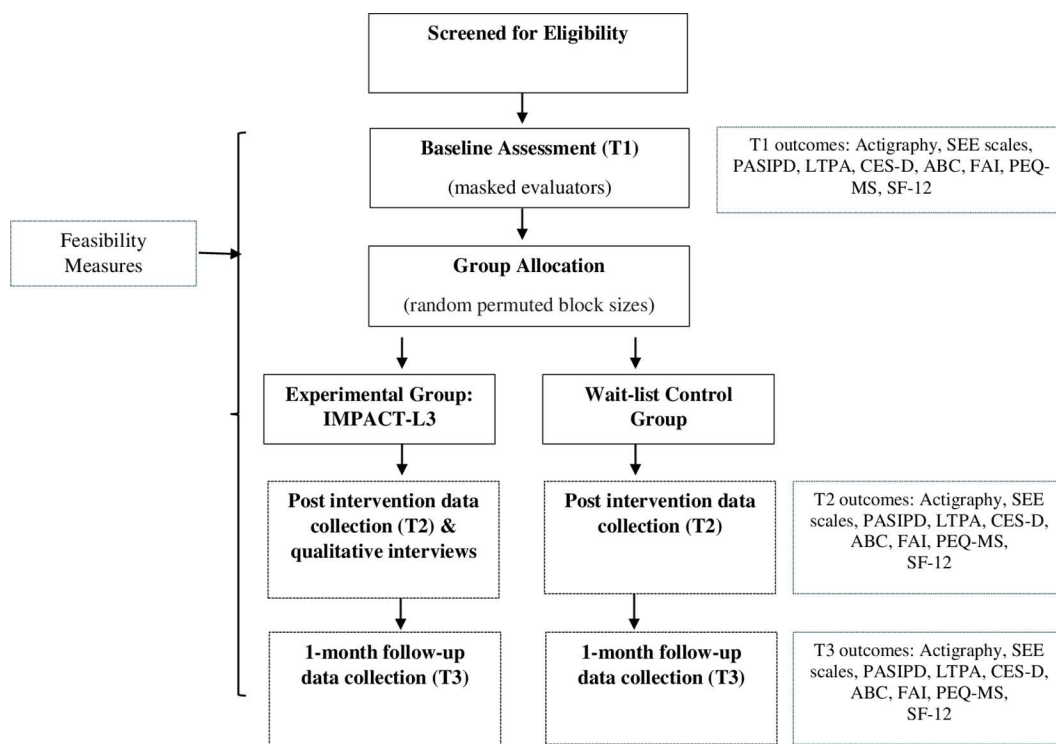 Screened for Eligibility
Baseline Assessment (T1)
(masked evaluators)
T1 outcomes: Actigraphy, SEE scales,
PASIPD, LTPA, CES-D, ABC, FAI, PEQ-
MS, SF-12
Feasibility
Measures
Group Allocation
(random permuted block sizes)
Experimental Group:
IMPACT-L3
Wait-list Control
Group
Post intervention data
collection (T2) &
qualitative interviews
Post intervention data
collection (T2)
T2 outcomes: Actigraphy, SEE
scales, PASIPD, LTPA, CES-D,
ABC, FAI, PEQ-MS,
SF-12
1-month follow-up
data collection (T3)
1-month follow-up
data collection (T3)
T3 outcomes: Actigraphy, SEE
scales, PASIPD, LTPA, CES-D,
ABC, FAI, PEQ-MS,
SF-12